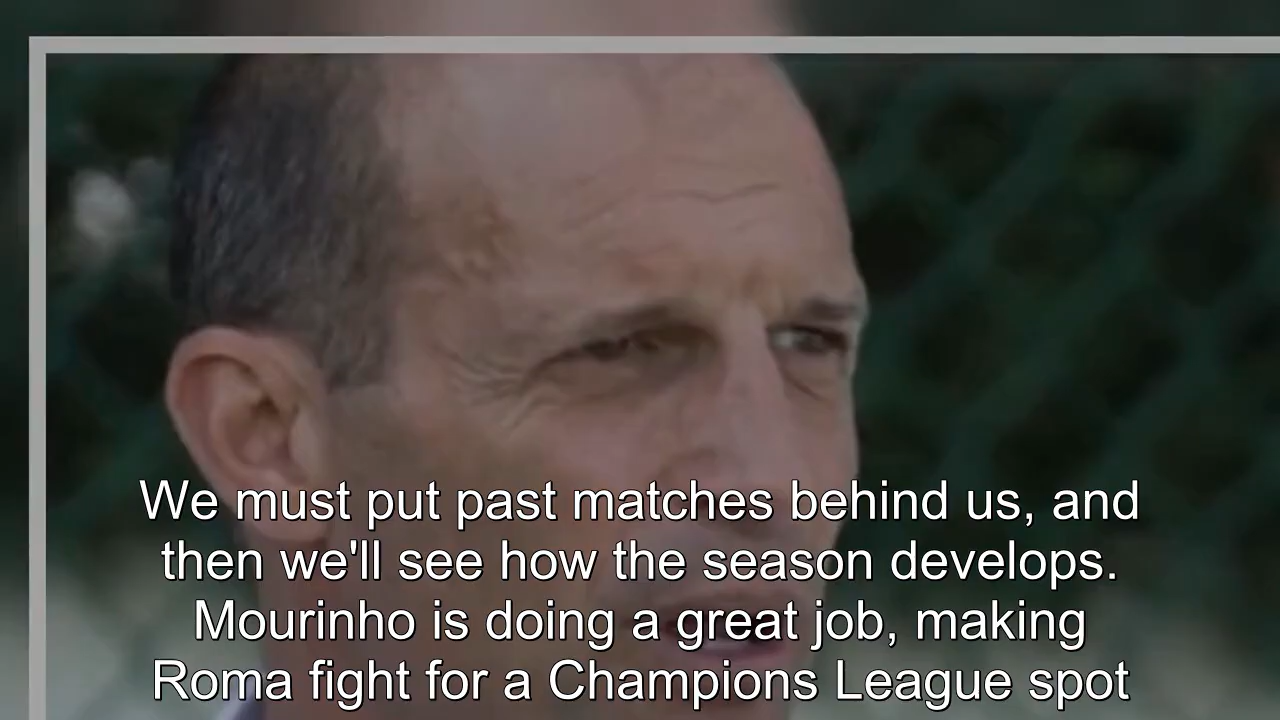 We must put past matches behind us, and
then we'll see how the season develops.
Mourinho is doing a great job, making
Roma fight for a Champions League spot